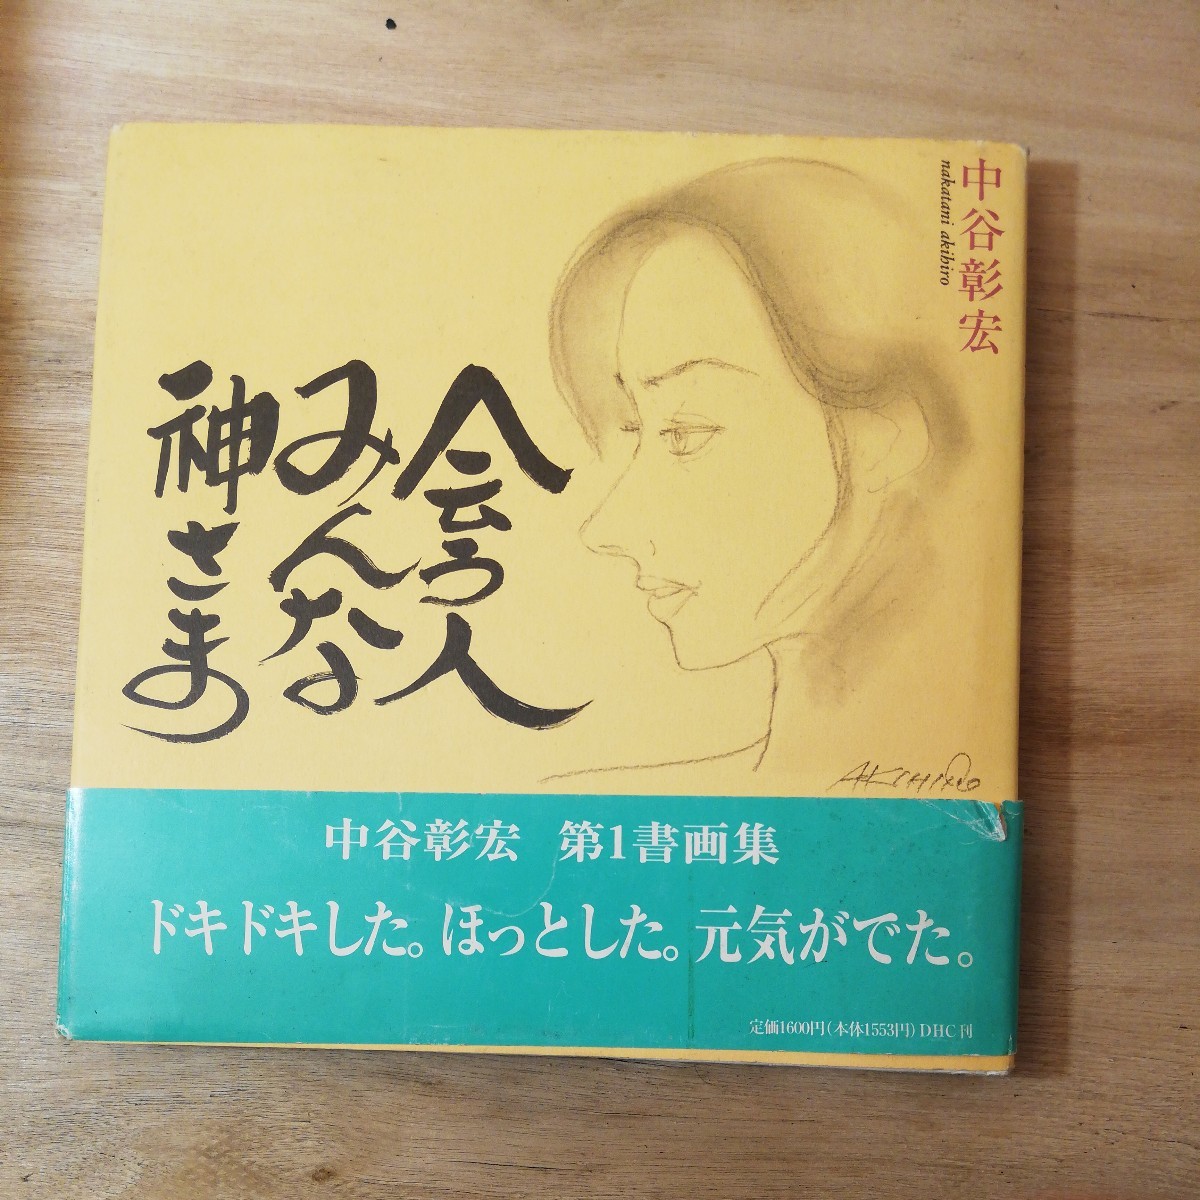 中谷彰宏
nakatani akihiro
会う人
みんな
神さま
AKIHIRO
中谷彰宏 第1書画集
ドキドキした。ほっとした。元気がでた。
定価1600円(本体1553円) DHC刊